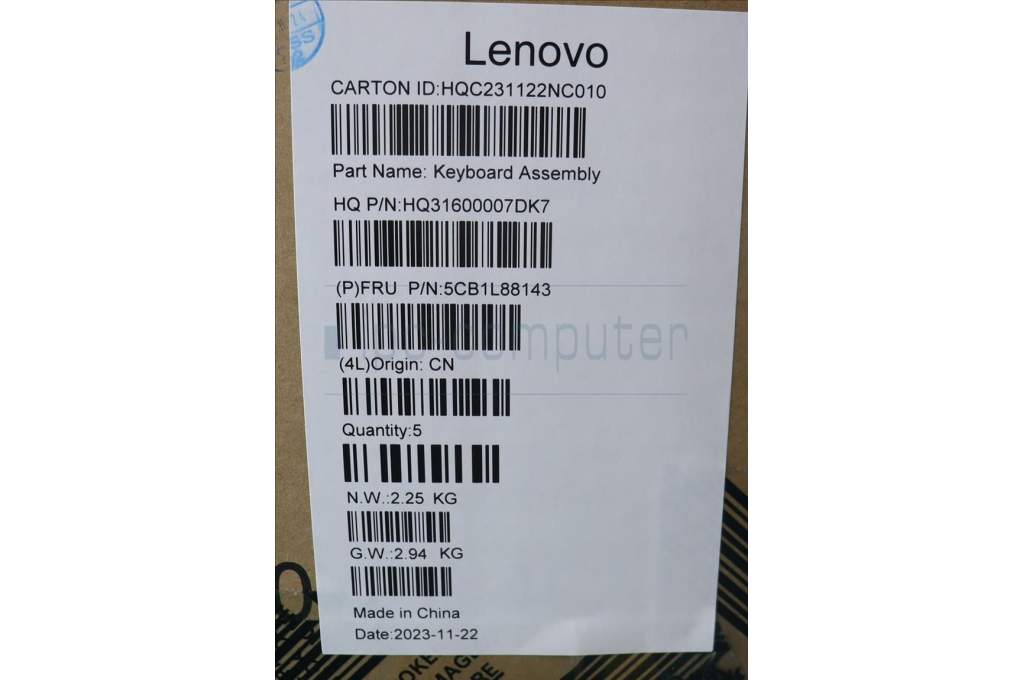 Lenovo
CARTON ID:HQC231122NC010
Part Name: Keyboard Assembly
HQ P/N:HQ31600007DK7
(P)FRU P/N:5CB1L88143
computer
(4L)Origin: CN
Quantity:5
N.W.:2.25 KG
G.W.:2.94 KG
Made in China
Date:2023-11-22